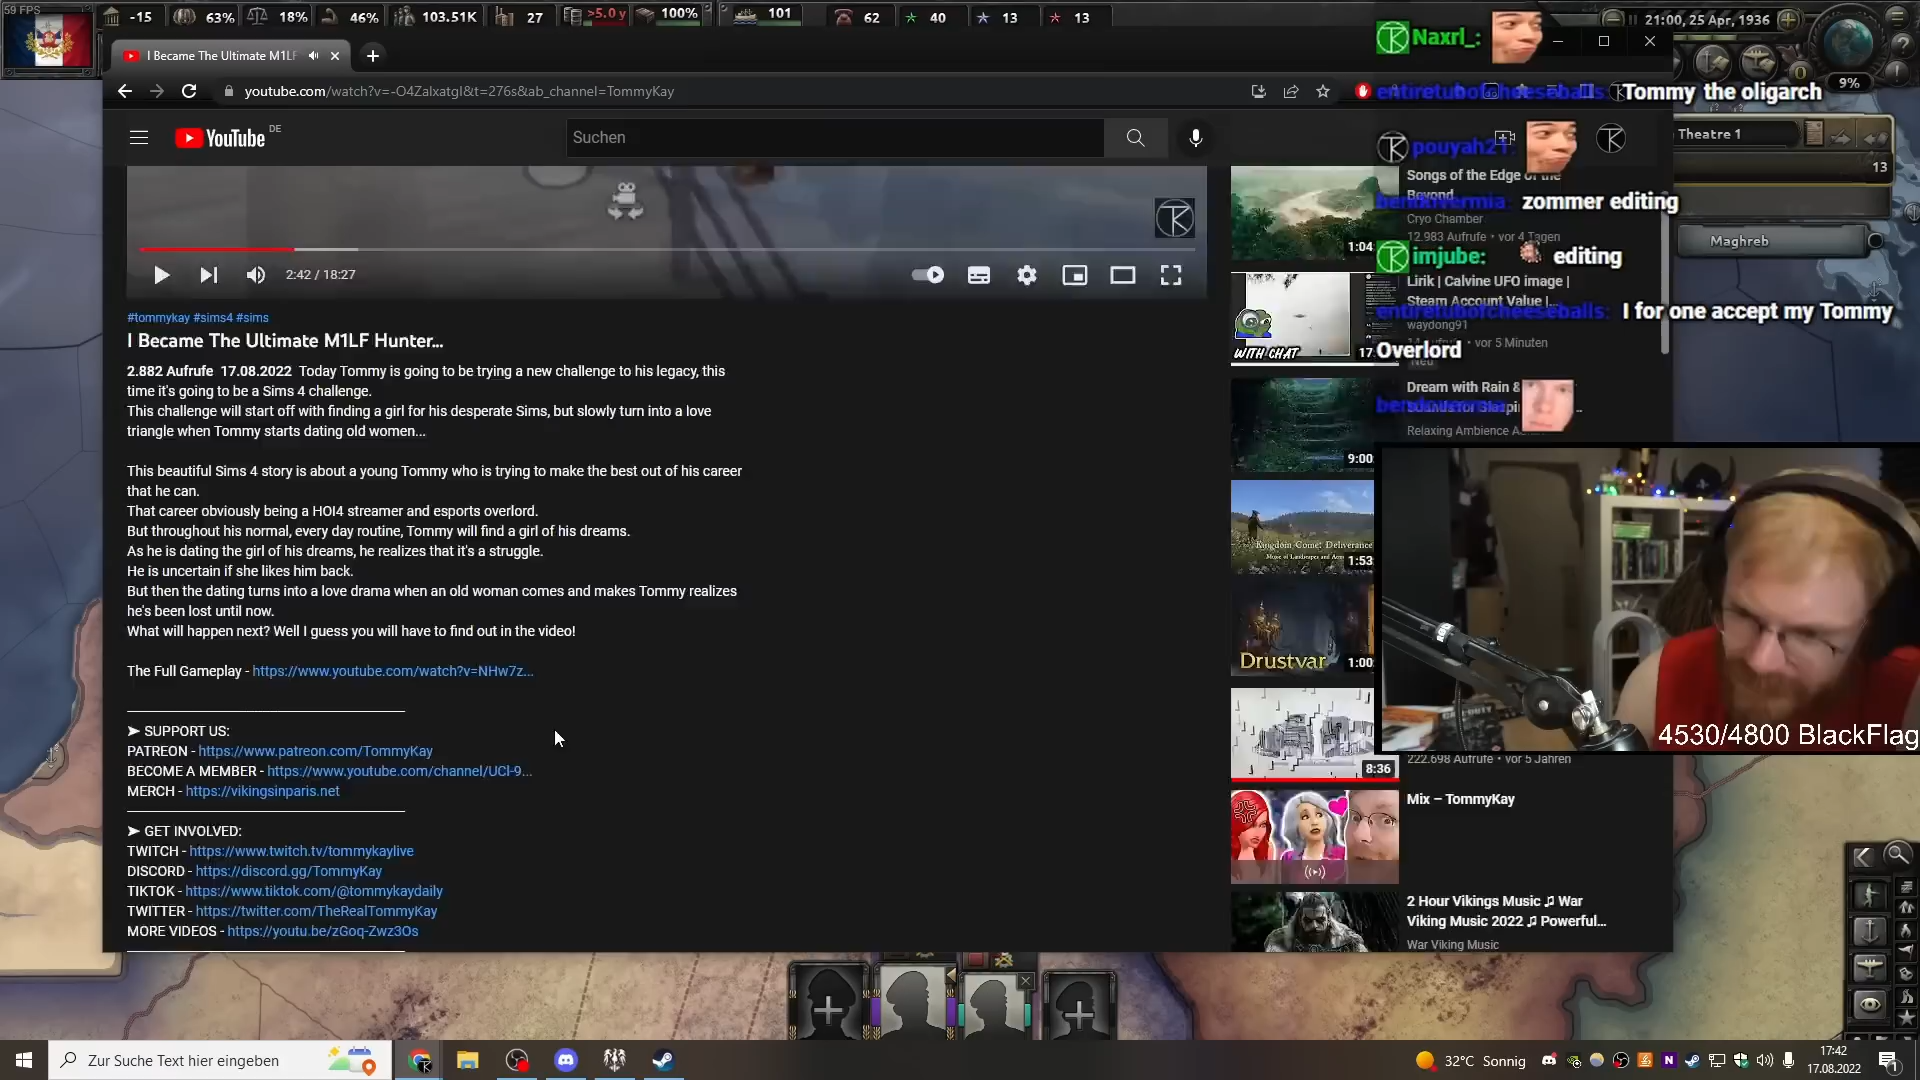 59 FPS
-15 63% 18% 46% 103.51K 27 >5.0 y 100% 101 62 40 13 13
21:00, 25 Apr, 1936
9%
I Became The Ultimate M1LF
youtube.com/watch?v=-O4ZalxatgI&t=276s&ab_channel=TommyKay
YouTube DE
Suchen
Theatre 1
13
Maghreb
Naxrl_:
entiretubofcheeseballs: Tommy the oligarch
pouyah21:
zommer editing
imjube: editing
entiretubofcheeseballs: I for one accept my Tommy
Overlord
2:42 / 18:27
#tommykay #sims4 #sims
I Became The Ultimate M1LF Hunter...
2.882 Aufrufe 17.08.2022 Today Tommy is going to be trying a new challenge to his legacy, this
time it's going to be a Sims 4 challenge.
This challenge will start off with finding a girl for his desperate Sims, but slowly turn into a love
triangle when Tommy starts dating old women...
This beautiful Sims 4 story is about a young Tommy who is trying to make the best out of his career
that he can.
That career obviously being a HOI4 streamer and esports overlord.
But throughout his normal, every day routine, Tommy will find a girl of his dreams.
As he is dating the girl of his dreams, he realizes that it's a struggle.
He is uncertain if she likes him back.
But then the dating turns into a love drama when an old woman comes and makes Tommy realizes
he's been lost until now.
What will happen next? Well I guess you will have to find out in the video!
The Full Gameplay - https://www.youtube.com/watch?v=NHw7z...
➤ SUPPORT US:
PATREON - https://www.patreon.com/TommyKay
BECOME A MEMBER - https://www.youtube.com/channel/UCl-9...
MERCH - https://vikingsinparis.net
➤ GET INVOLVED:
TWITCH - https://www.twitch.tv/tommykaylive
DISCORD - https://discord.gg/TommyKay
TIKTOK - https://www.tiktok.com/@tommykaydaily
TWITTER - https://twitter.com/TheRealTommyKay
MORE VIDEOS - https://youtu.be/zGoq-Zwz3Os
Songs of the Edge of the
Beyond
Cryo Chamber
12.983 Aufrufe • vor 4 Tagen
1:04
Lirik | Calvine UFO image |
Steam Account Value |...
waydong91
vor 5 Minuten
Neu
WITH CHAT
17
Dream with Rain &
Relaxing Ambience
9:00
Kingdom Come: Deliverance
1:53
Drustvar
1:00
4530/4800 BlackFlag
222.698 Aufrufe • vor 5 Jahren
8:36
Mix – TommyKay
2 Hour Vikings Music ♫ War
Viking Music 2022 ♫ Powerful...
War Viking Music
Zur Suche Text hier eingeben
32°C Sonnig
17:42
17.08.2022
1